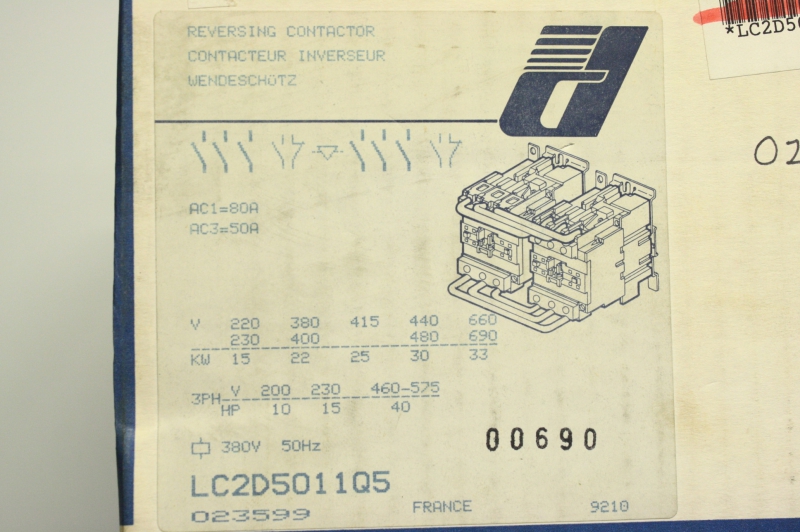 REVERSING CONTACTOR
CONTACTEUR INVERSEUR
WENDESCHÜTZ
AC1=80A
AC3=50A
V 220 380 415 440 660
230 400 480 690
KW 15 22 25 30 33
3PH V 200 230 460-575
HP 10 15 40
380V 50Hz
00690
LC2D5011Q5
023599
FRANCE 9210
*LC2D50
02